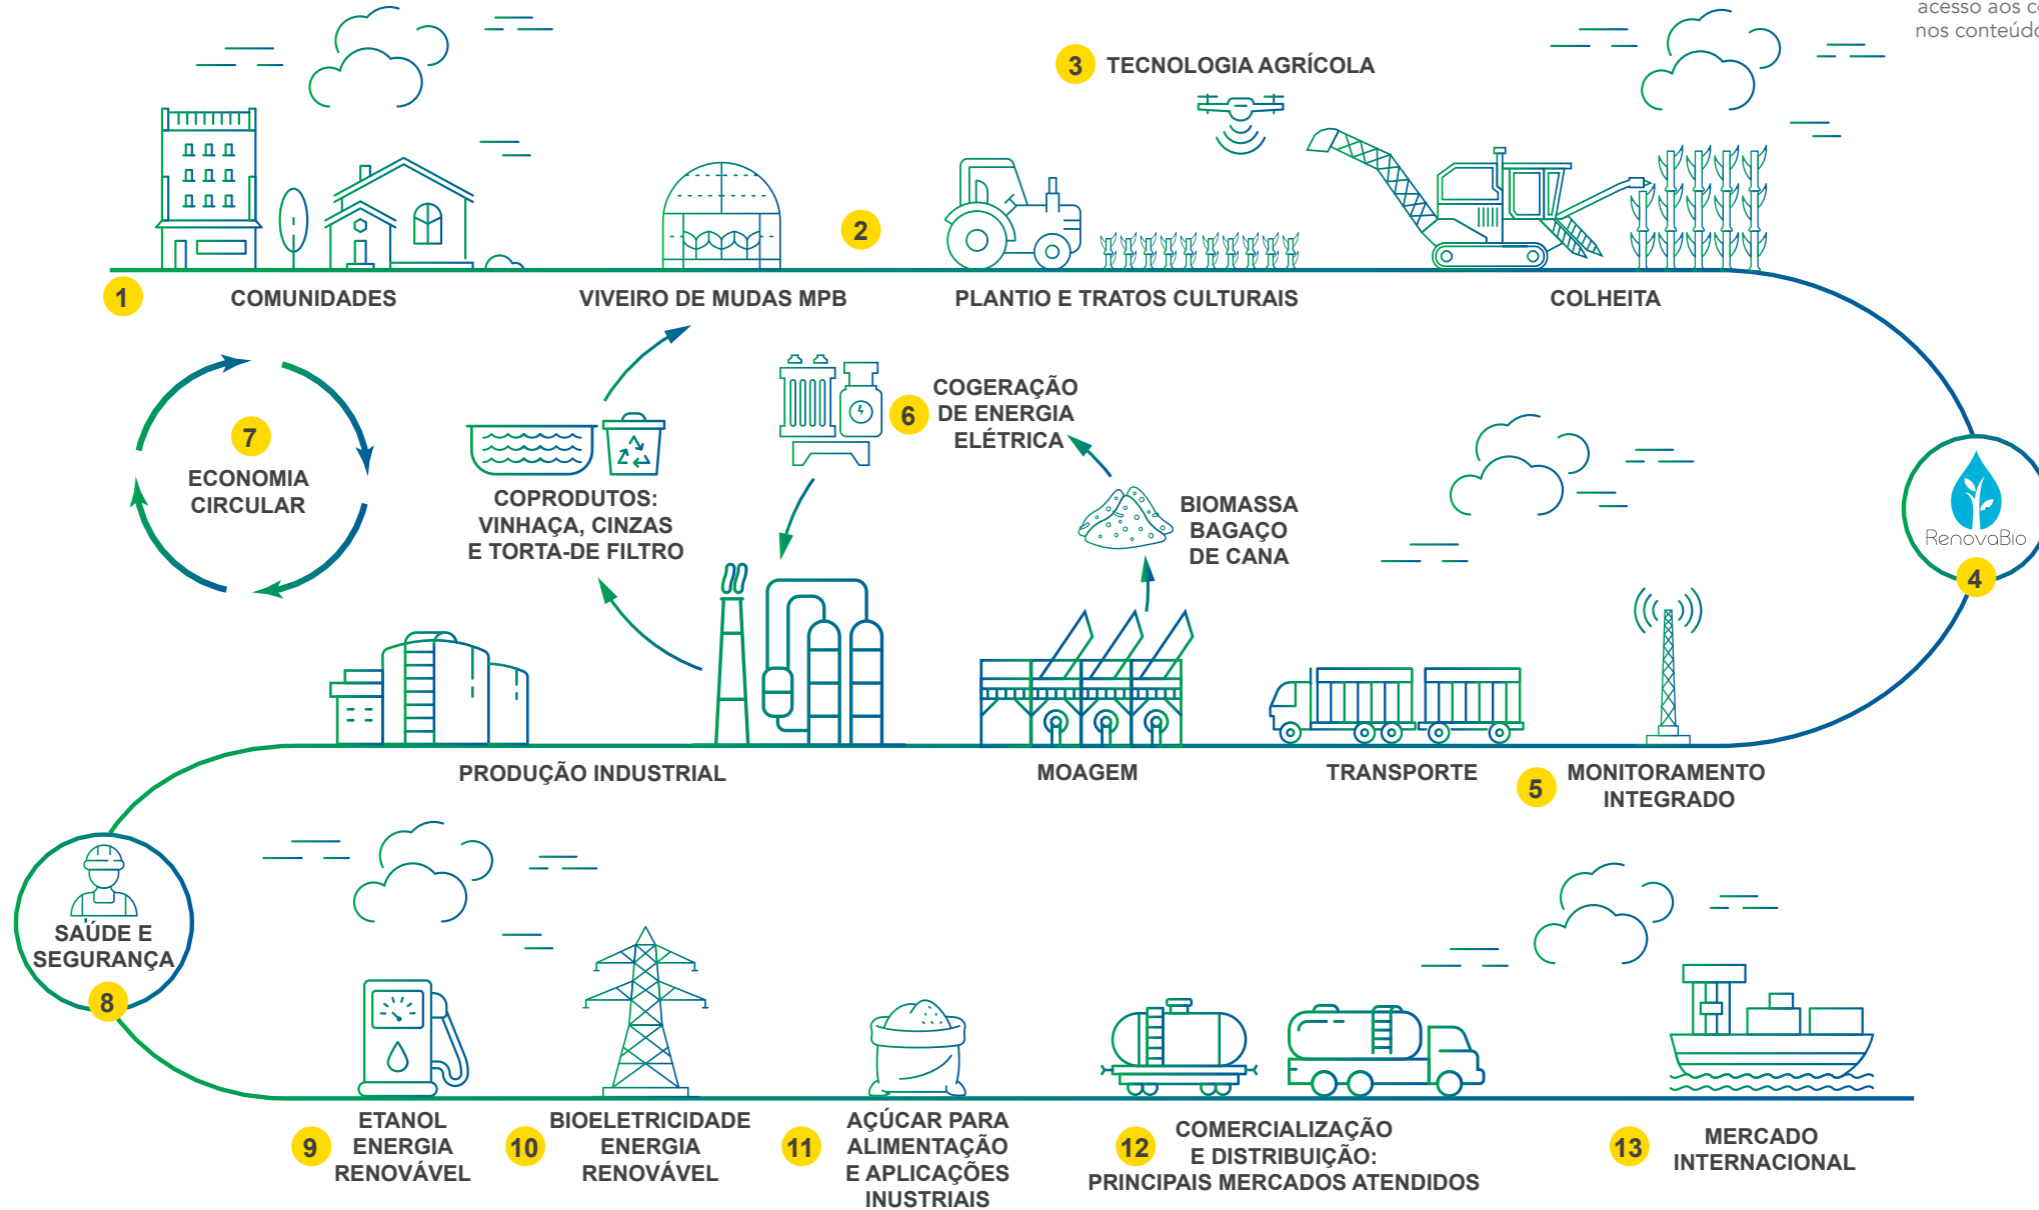 acesso aos
nos
3 TECNOLOGIA AGRÍCOLA
2
1 COMUNIDADES
VIVEIRO DE MUDAS MPB
PLANTIO E TRATOS CULTURAIS
COLHEITA
7
ECONOMIA
CIRCULAR
COPRODUTOS:
VINHAÇA, CINZAS
E TORTA-DE FILTRO
6 COGERAÇÃO
DE ENERGIA
ELÉTRICA
BIOMASSA
BAGAÇO
DE CANA
RenovaBio
4
PRODUÇÃO INDUSTRIAL
MOAGEM
TRANSPORTE
5 MONITORAMENTO
INTEGRADO
SAÚDE E
SEGURANÇA
8
9 ETANOL
ENERGIA
RENOVÁVEL
10 BIOELETRICIDADE
ENERGIA
RENOVÁVEL
11 AÇÚCAR PARA
ALIMENTAÇÃO
E APLICAÇÕES
INUSTRIAIS
12 COMERCIALIZAÇÃO
E DISTRIBUIÇÃO:
PRINCIPAIS MERCADOS ATENDIDOS
13 MERCADO
INTERNACIONAL